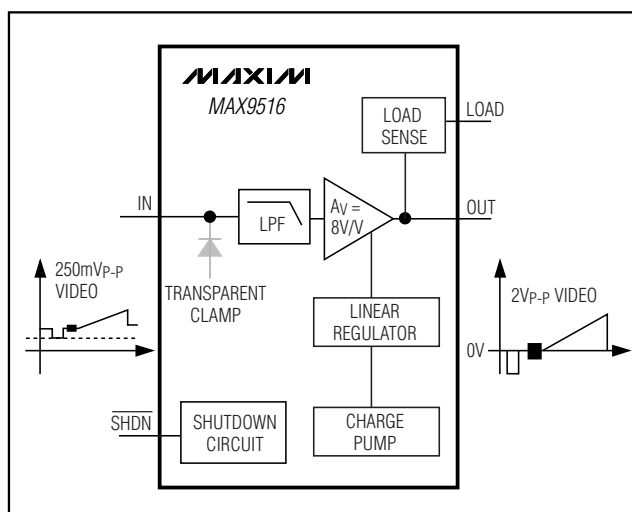 MAXIM
MAX9516
LOAD
SENSE
LOAD
IN
LPF
AV =
8V/V
OUT
250mVP-P
VIDEO
TRANSPARENT
CLAMP
LINEAR
REGULATOR
2VP-P VIDEO
0V
SHDN
SHUTDOWN
CIRCUIT
CHARGE
PUMP